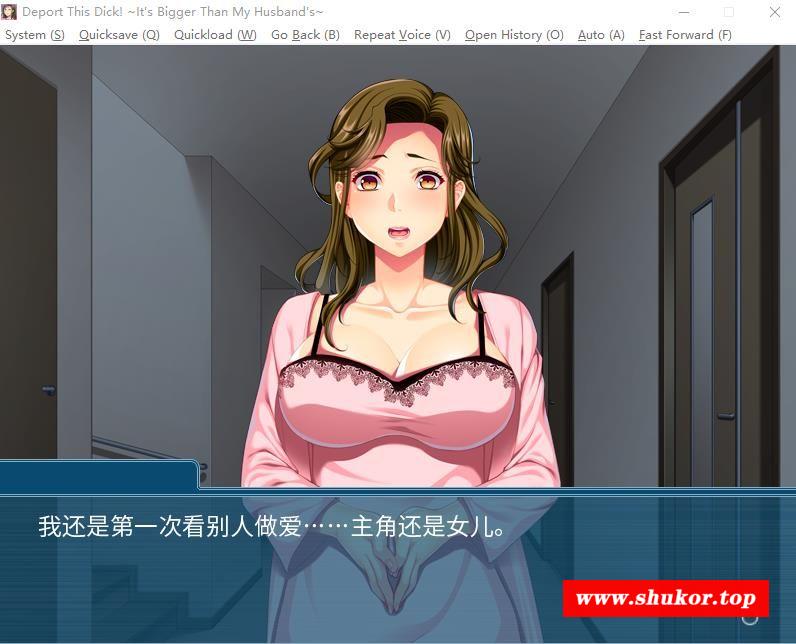 Deport This Dick! ~It's Bigger Than My Husband's~
System (S) Quicksave (Q) Quickload (W) Go Back (B) Repeat Voice (V) Open History (O) Auto (A) Fast Forward (F)
我还是第一次看别人做爱……主角还是女儿。
www.shukor.top